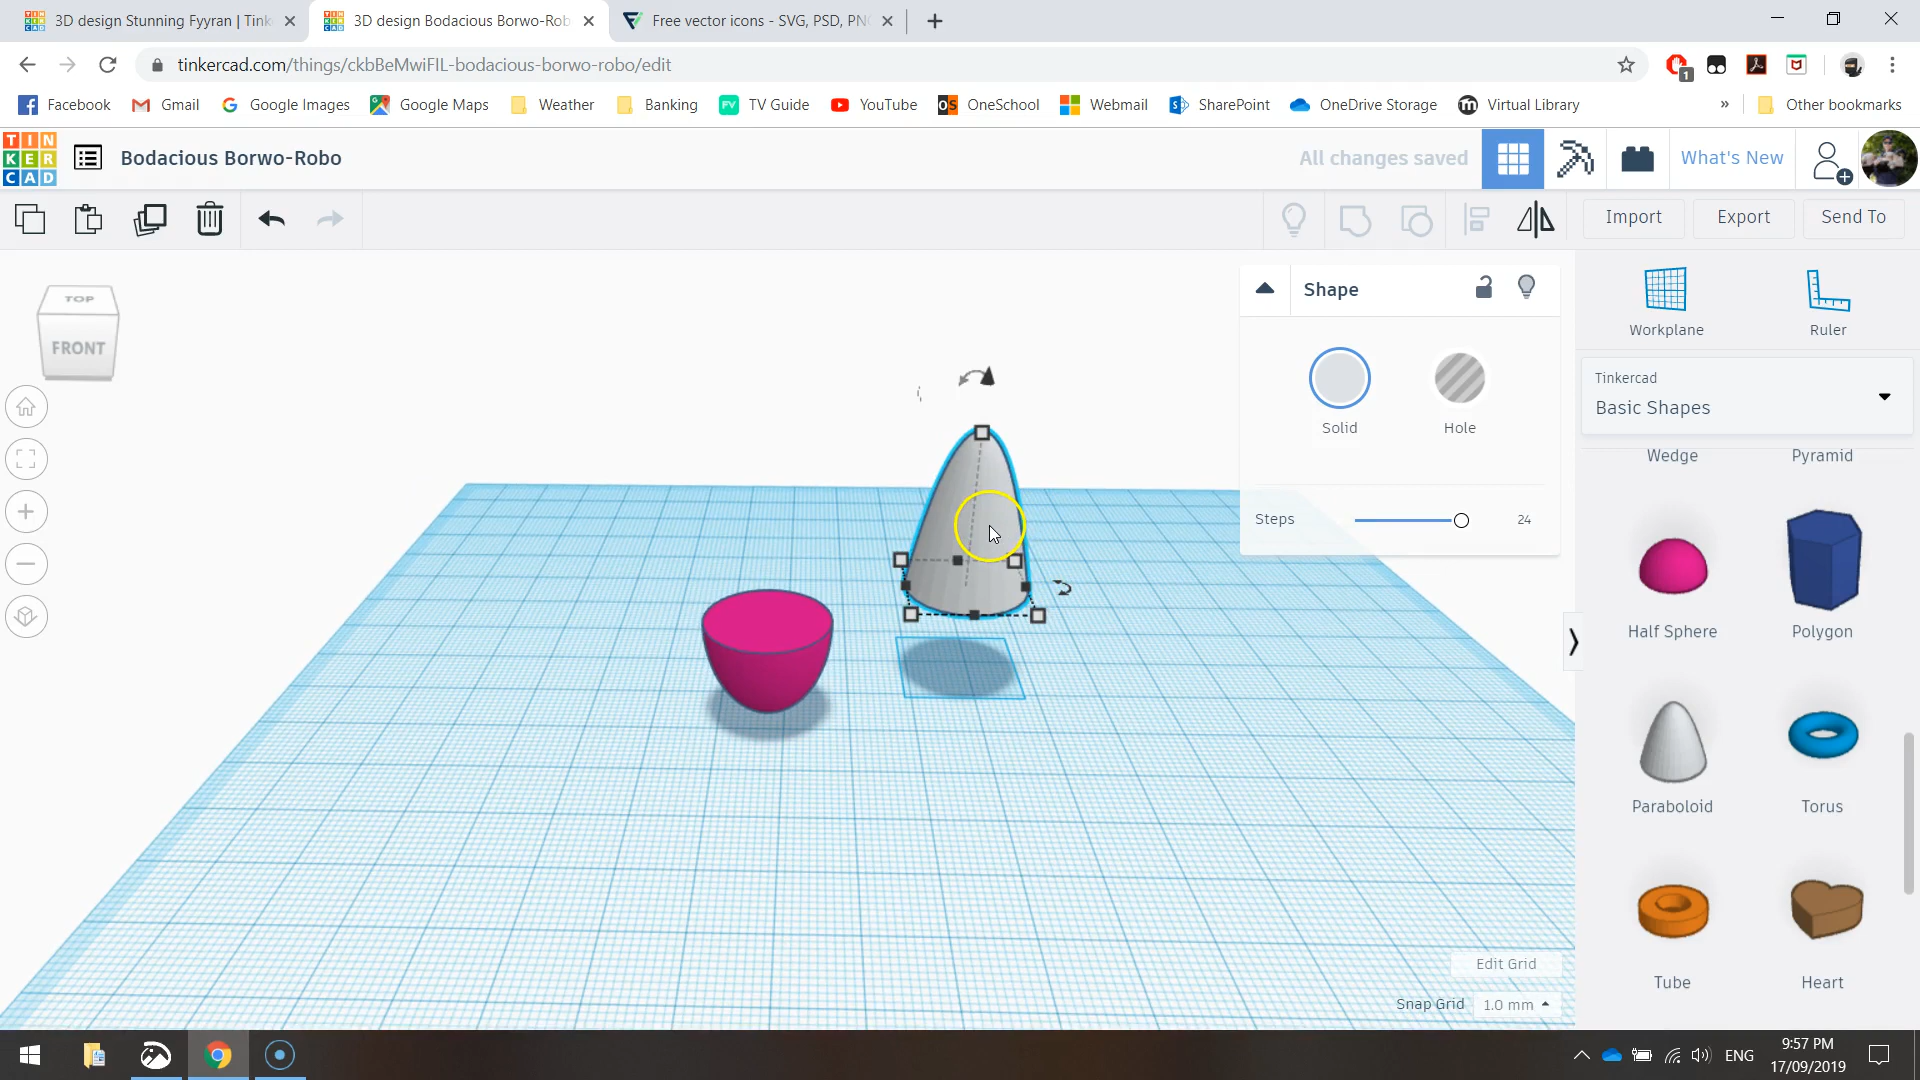 3D design Stunning Fyyran | Tink
3D design Bodacious Borwo-Rob
Free vector icons - SVG, PSD, PN
tinkercad.com/things/ckbBeMwiFIL-bodacious-borwo-robo/edit
1
Facebook
Gmail
Google Images
Google Maps
Weather
Banking
TV Guide
YouTube
OneSchool
Webmail
SharePoint
OneDrive Storage
Virtual Library
»
Other bookmarks
TIN
KER
CAD
Bodacious Borwo-Robo
All changes saved
What's New
Import
Export
Send To
TOP
FRONT
Shape
Solid
Hole
Steps
24
Workplane
Ruler
Tinkercad
Basic Shapes
Wedge
Pyramid
Half Sphere
Polygon
Paraboloid
Torus
Tube
Heart
Edit Grid
Snap Grid
1.0 mm
ENG
9:57 PM
17/09/2019